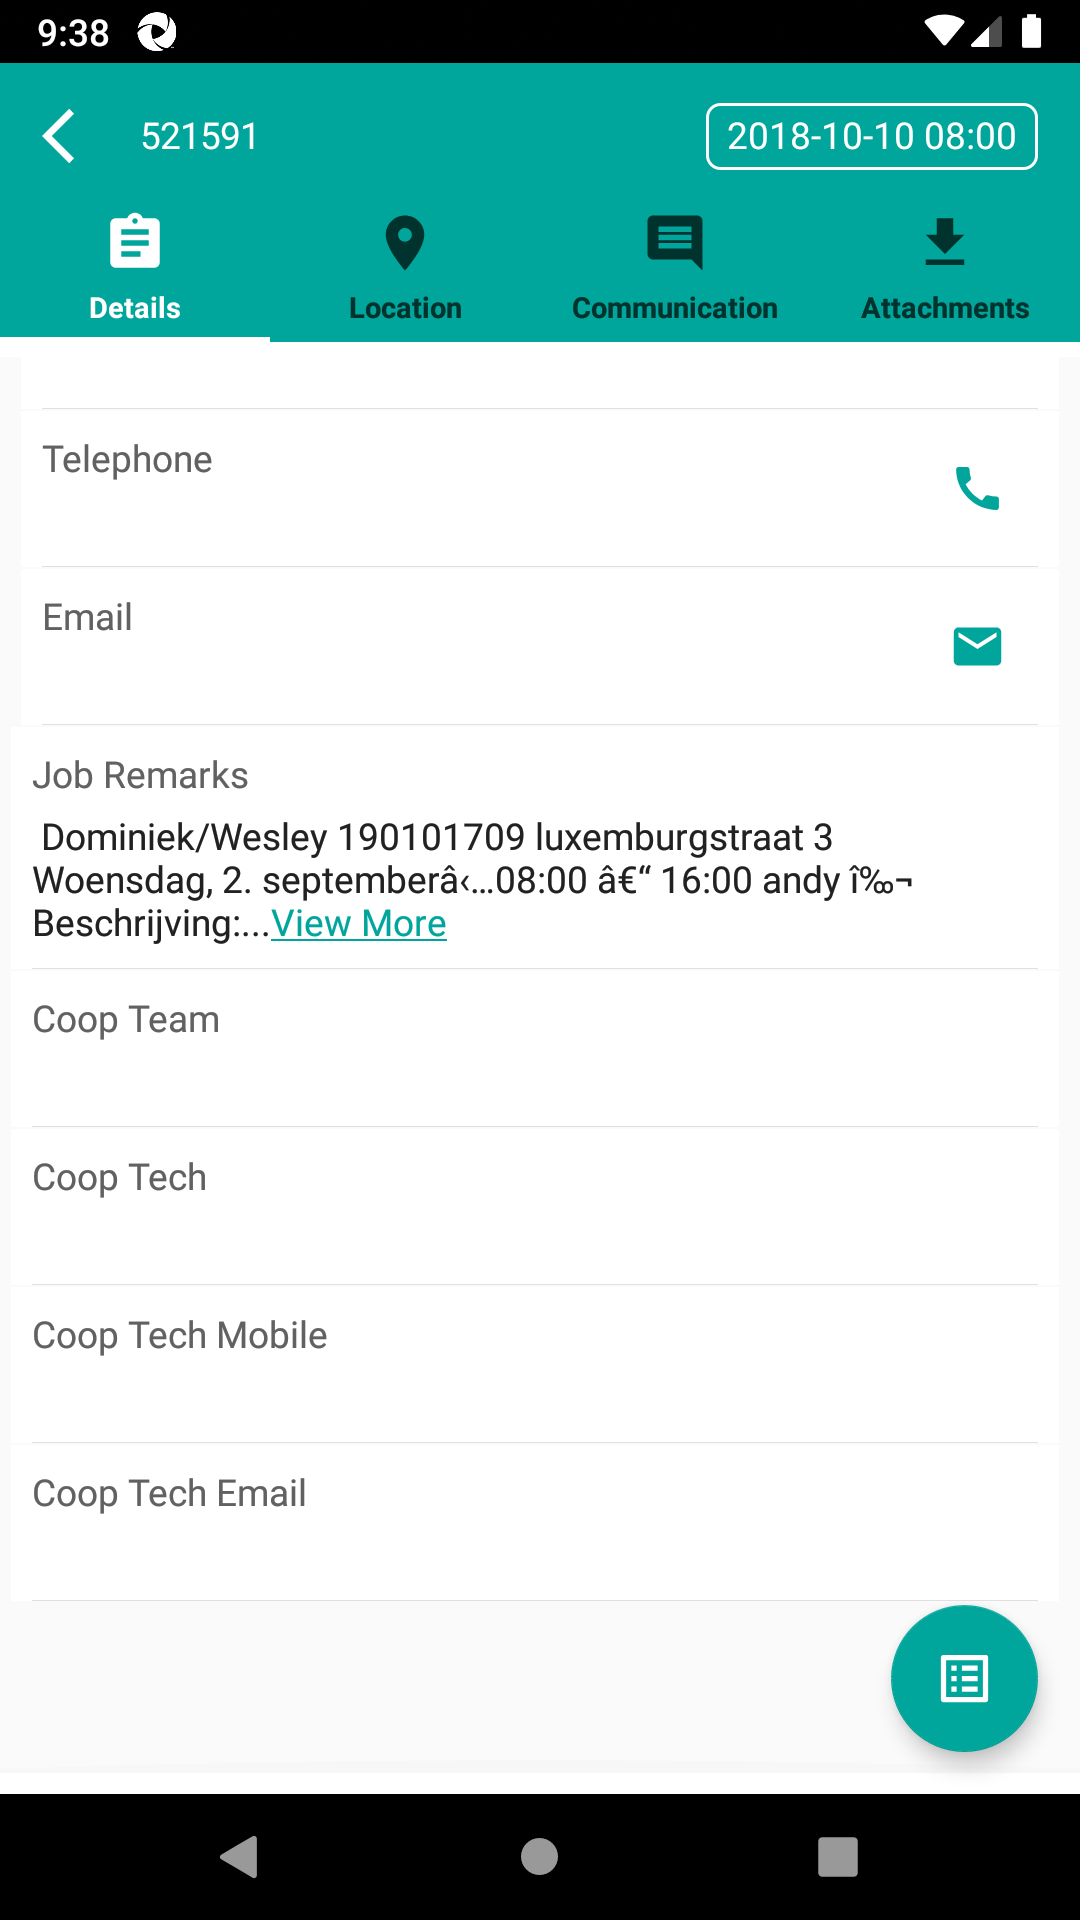 9:38
521591
2018-10-10 08:00
Details
Location
Communication
Attachments
Telephone
Email
Job Remarks
Dominiek/Wesley 190101709 luxemburgstraat 3
Woensdag, 2. septemberâ‹…08:00 â€“ 16:00 andy î‰¬
Beschrijving:...View More
Coop Team
Coop Tech
Coop Tech Mobile
Coop Tech Email